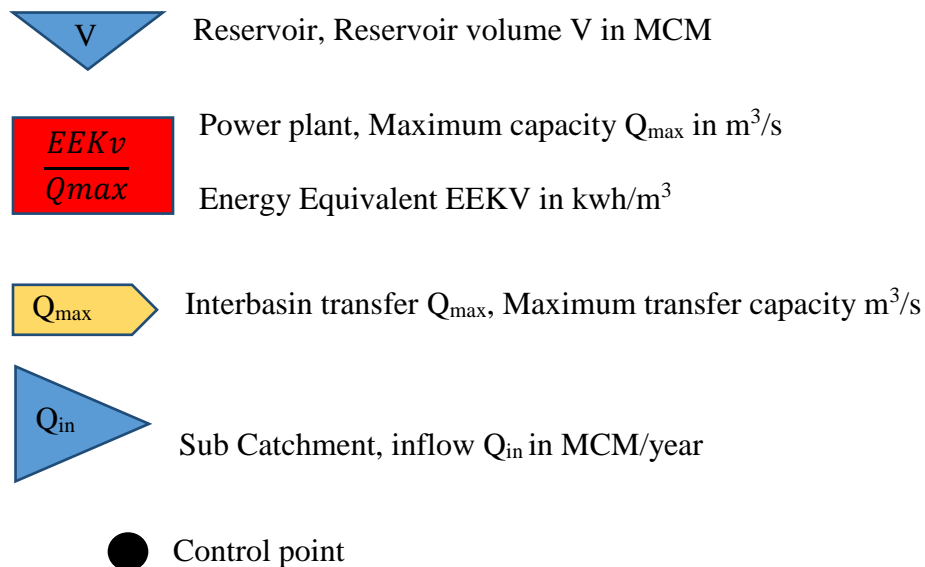 V Reservoir, Reservoir volume V in MCM
EEKv
Qmax
Power plant, Maximum capacity Qmax in m³/s
Energy Equivalent EEKV in kwh/m³
Qmax Interbasin transfer Qmax, Maximum transfer capacity m³/s
Qin
Sub Catchment, inflow Qin in MCM/year
Control point